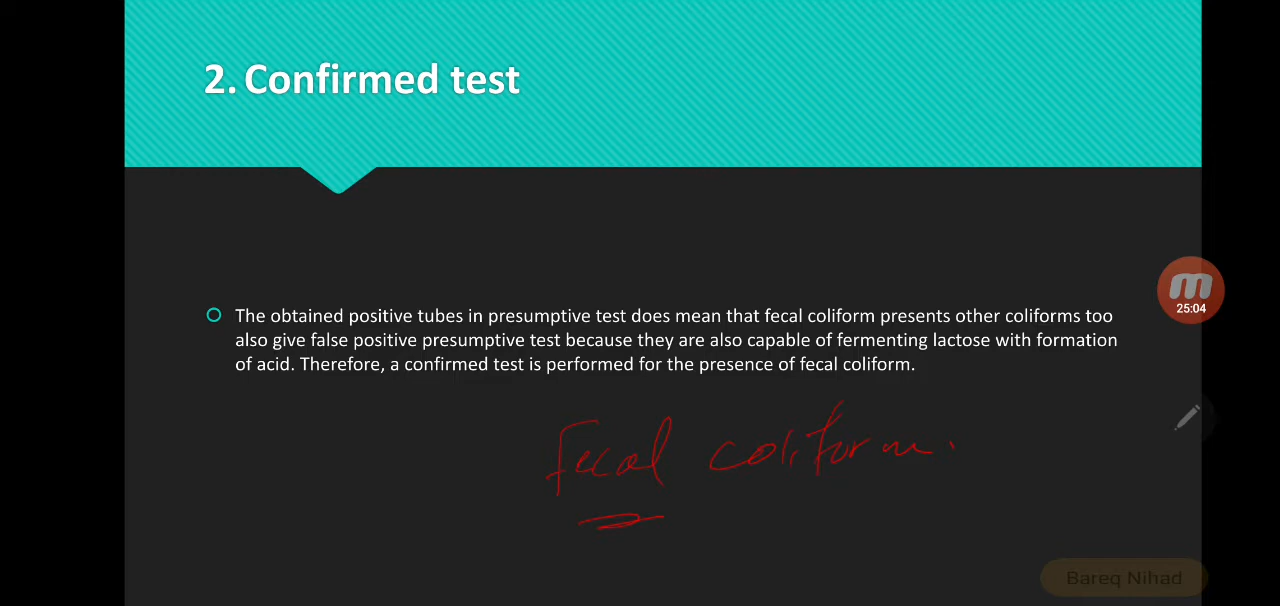 2. Confirmed test
The obtained positive tubes in presumptive test does mean that fecal coliform presents other coliforms too
also give false positive presumptive test because they are also capable of fermenting lactose with formation
of acid. Therefore, a confirmed test is performed for the presence of fecal coliform.
25:04
Fecal coliform.
Bareq Nihad